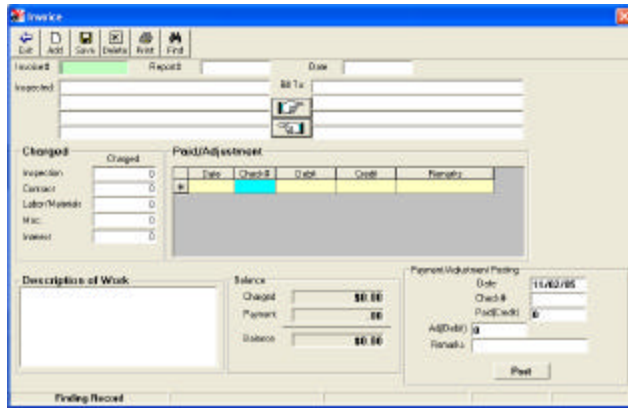 Invoice
Exit Add Save Delete Print Find
Invoice# Report# Date
Inspected Bill To:
Charged Paid/Adjustment
Charged
Date Check # Debit Credit Remarks
Inspection 0
Contract 0
Labor/Materials 0
Misc. 0
Interest 0
Description of Work
Balance
Charged $0.00
Payment .00
Balance $0.00
Payment/Adjustment Posting
Date 11/02/05
Check #
Paid(Credit) 0
Adj(Debit) 0
Remarks
Post
Finding Record